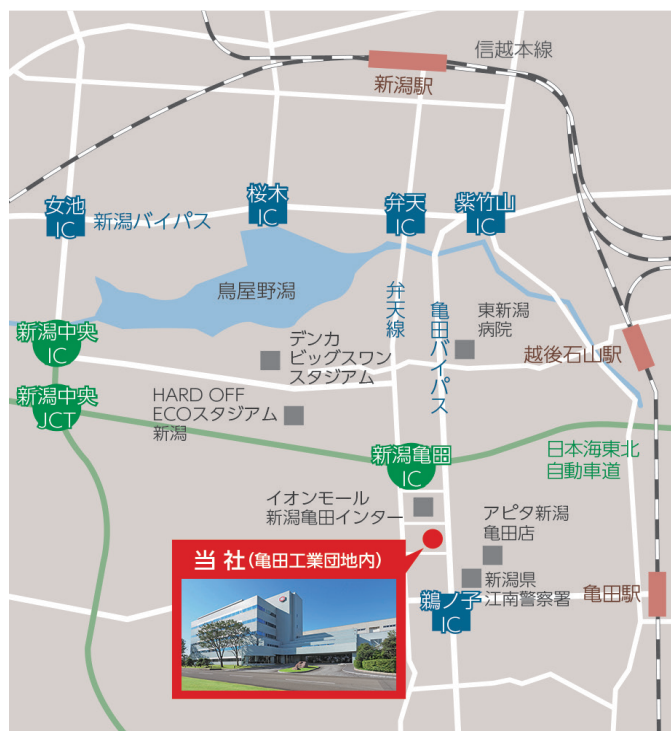 信越本線
新潟駅
女池
IC
新潟バイパス
桜木
IC
弁天
IC
紫竹山
IC
鳥屋野潟
弁天線
亀田バイパス
東新潟
病院
新潟中央
IC
デンカ
ビッグスワン
スタジアム
越後石山駅
新潟中央
JCT
HARD OFF
ECOスタジアム
新潟
新潟亀田
IC
日本海東北
自動車道
イオンモール
新潟亀田インター
アピタ新潟
亀田店
当 社(亀田工業団地内)
新潟県
江南警察署
鵜ノ子
IC
亀田駅